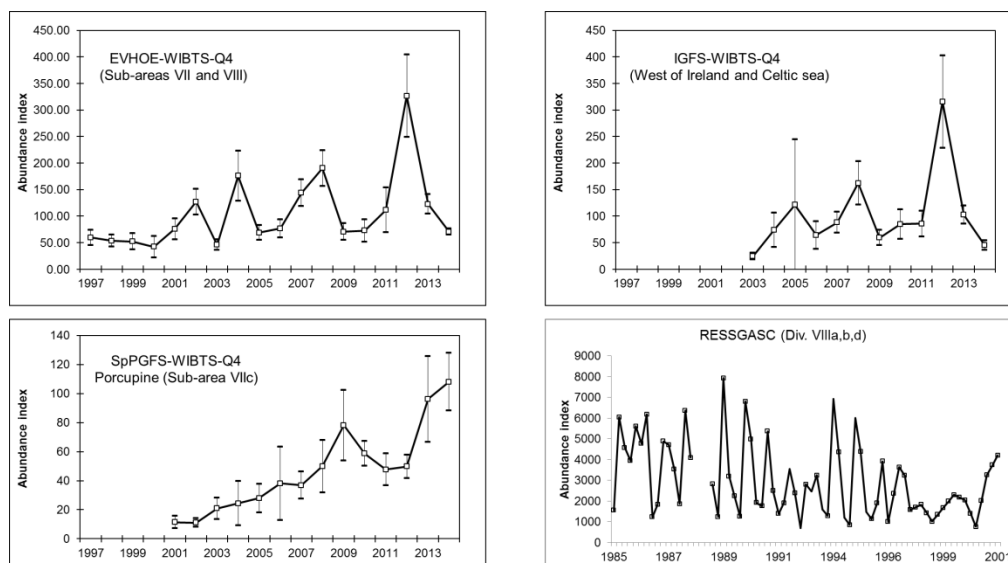 EVHOE-WIBTS-Q4
(Sub-areas VII and VIII)
Abundance index
450.00
400.00
350.00
300.00
250.00
200.00
150.00
100.00
50.00
0.00
1997 1999 2001 2003 2005 2007 2009 2011 2013
IGFS-WIBTS-Q4
(West of Ireland and Celtic sea)
Abundance index
450
400
350
300
250
200
150
100
50
0
1997 1999 2001 2003 2005 2007 2009 2011 2013
SpPGFS-WIBTS-Q4
Porcupine (Sub-area VIIc)
Abundance index
140
120
100
80
60
40
20
0
1997 1999 2001 2003 2005 2007 2009 2011 2013
RESSGASC (Div. VIIIa,b,d)
Abundance index
9000
8000
7000
6000
5000
4000
3000
2000
1000
0
1985 1987 1989 1991 1994 1996 1999 2001